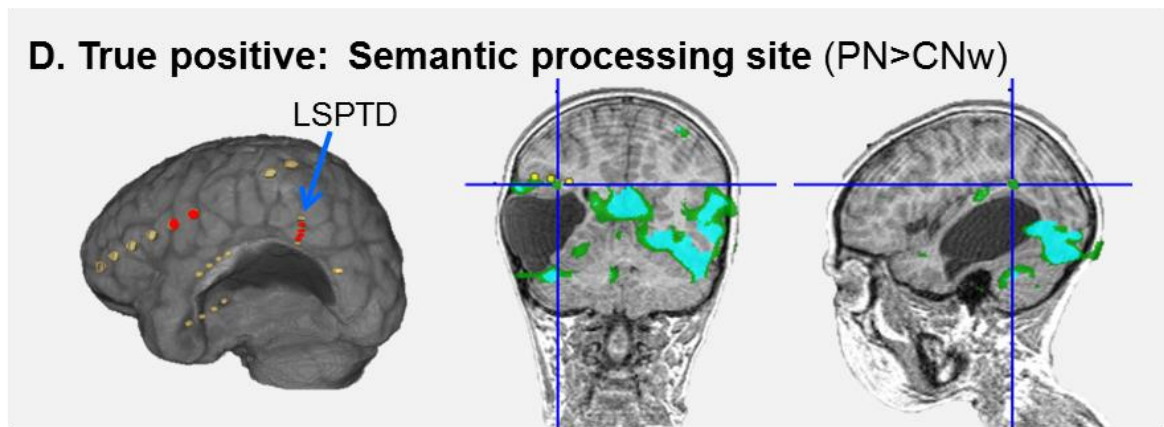 D. True positive: Semantic processing site (PN>CNw)
LSPTD